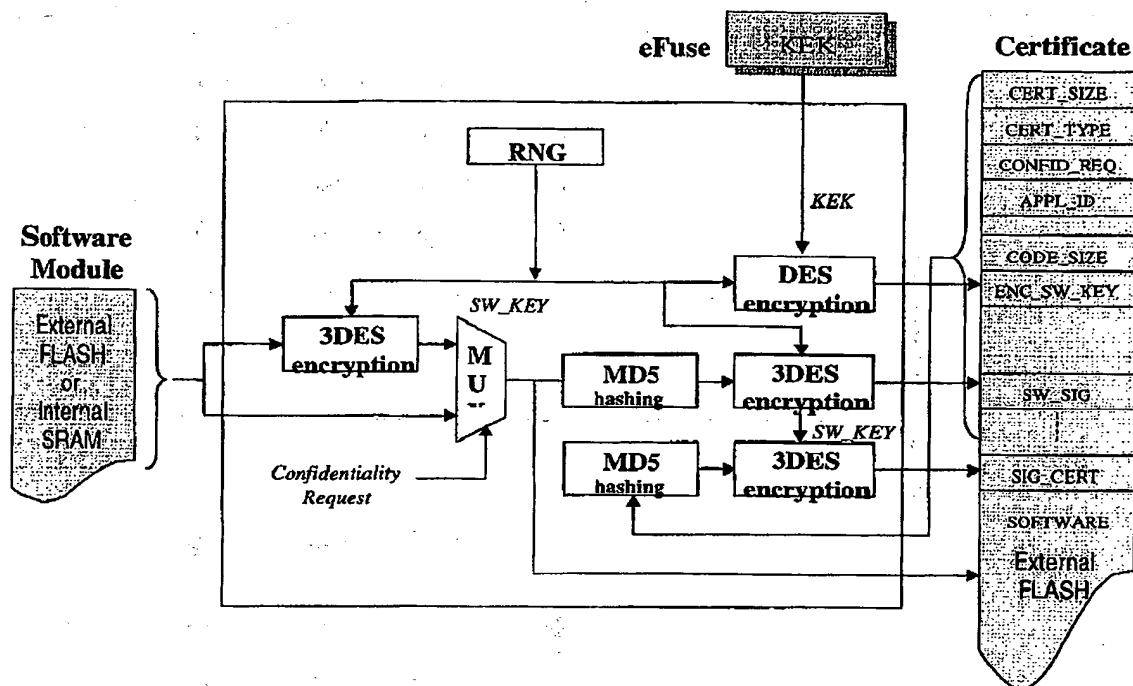 eFuse
KEK
Certificate
CERT_SIZE
CERT_TYPE
CONFID_REQ
APPL_ID
CODE_SIZE
ENC_SW_KEY
SW_SIG
SIG_CERT
SOFTWARE
External
FLASH
RNG
KEK
Software
Module
External
FLASH
or
Internal
SRAM
SW_KEY
DES
encryption
3DES
encryption
M
U
MD5
hashing
3DES
encryption
SW_KEY
MD5
hashing
3DES
encryption
Confidentiality
Request